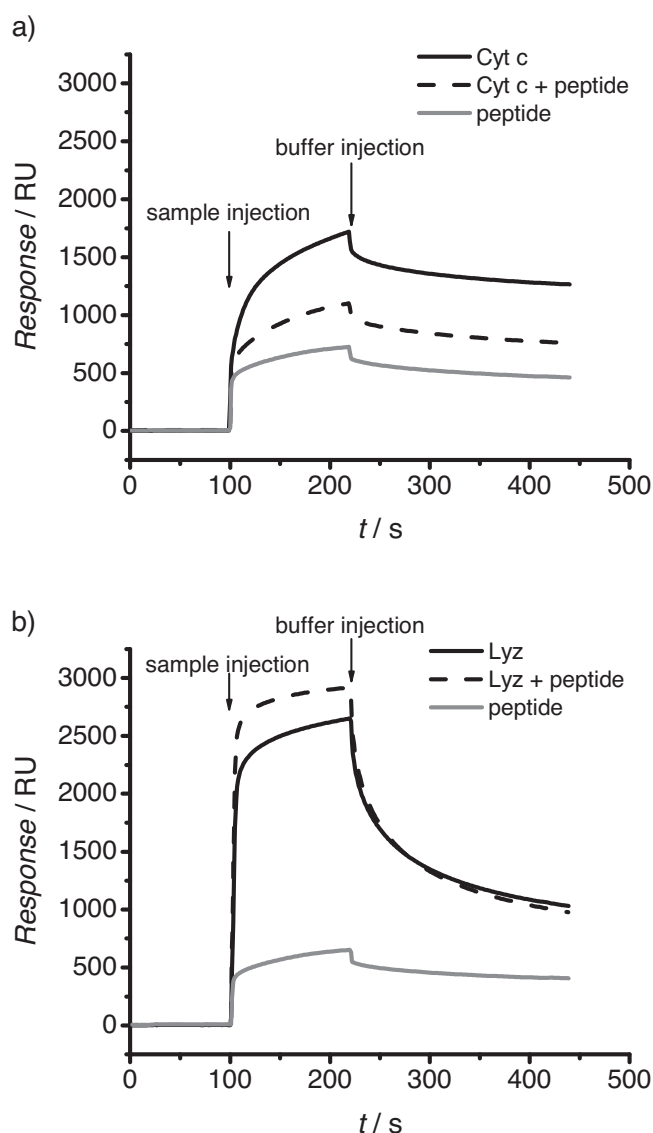 a)
Cyt c
Cyt c + peptide
peptide
buffer injection
sample injection
Response / RU
3000
2500
2000
1500
1000
500
0
0 100 200 300 400 500
t / s
b)
buffer injection
sample injection
Lyz
Lyz + peptide
peptide
Response / RU
3000
2500
2000
1500
1000
500
0
0 100 200 300 400 500
t / s